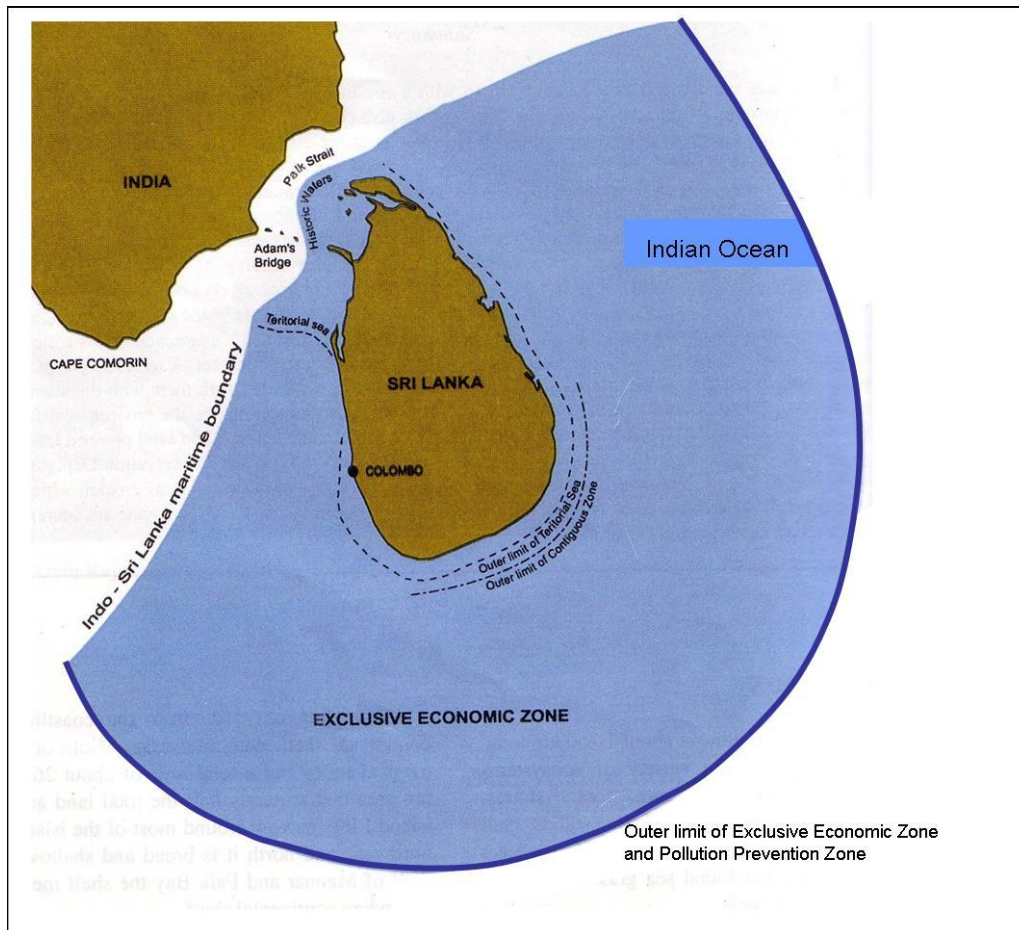 INDIA
Palk Strait
Historic Waters
Adam's
Bridge
Indian Ocean
Teritorial sea
CAPE COMORIN
SRI LANKA
COLOMBO
Indo - Sri Lanka maritime boundary
Outer limit of Teritorial Sea
Outer limit of Contiguous Zone
EXCLUSIVE ECONOMIC ZONE
Outer limit of Exclusive Economic Zone
and Pollution Prevention Zone